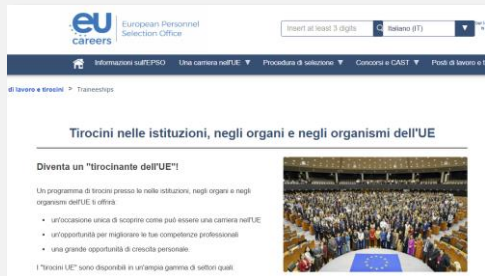 EU careers
European Personnel
Selection Office
Insert at least 3 digits
Italiano (IT)
Informazioni sull'EPSO Una carriera nell'UE Procedura di selezione Concorsi e CAST Posti di lavoro e
di lavoro e tirocini > Traineeships
Tirocini nelle istituzioni, negli organi e negli organismi dell'UE
Diventa un "tirocinante dell'UE"!
Un programma di tirocini presso le nelle istituzioni, negli organi e negli
organismi dell'UE ti offrirà
• un'occasione unica di scoprire come può essere una carriera nell'UE
• un'opportunità per migliorare le tue competenze professionali
• una grande opportunità di crescita personale.
I "tirocini UE" sono disponibili in un'ampia gamma di settori quali